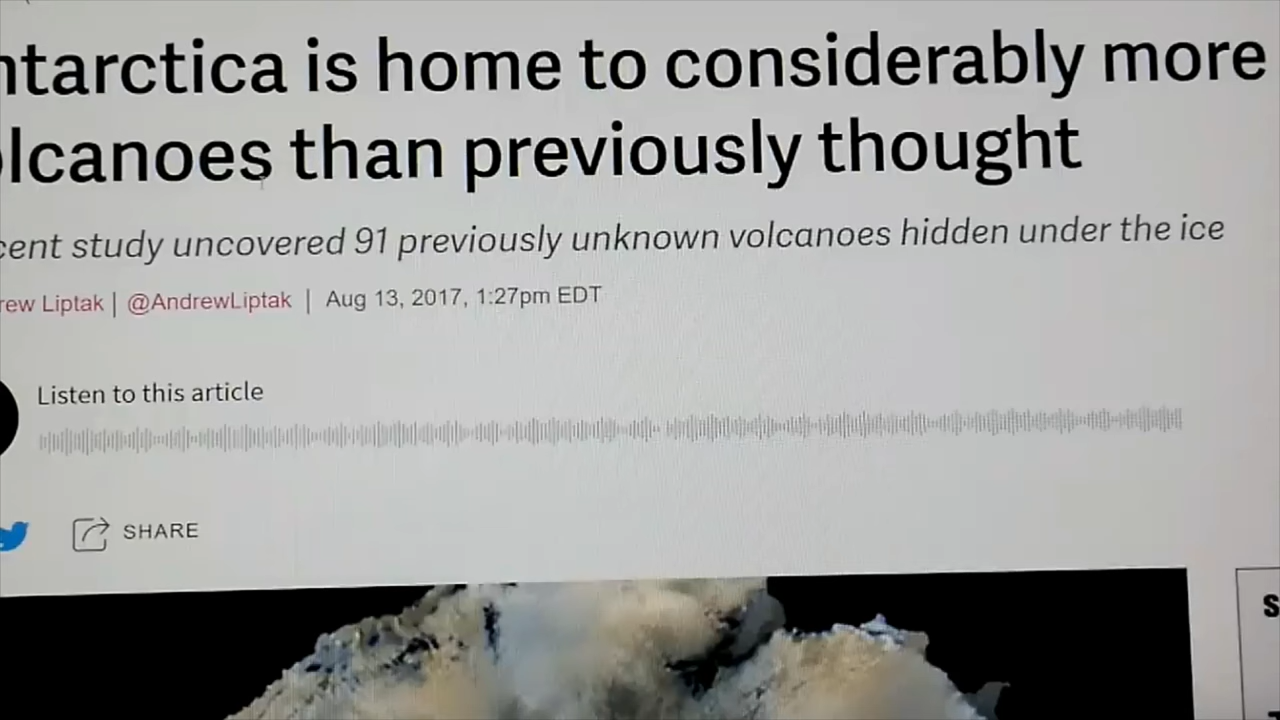 ntarctica is home to considerably more
olcanoes than previously thought
cent study uncovered 91 previously unknown volcanoes hidden under the ice
rew Liptak | @AndrewLiptak | Aug 13, 2017, 1:27pm EDT
Listen to this article
SHARE
S